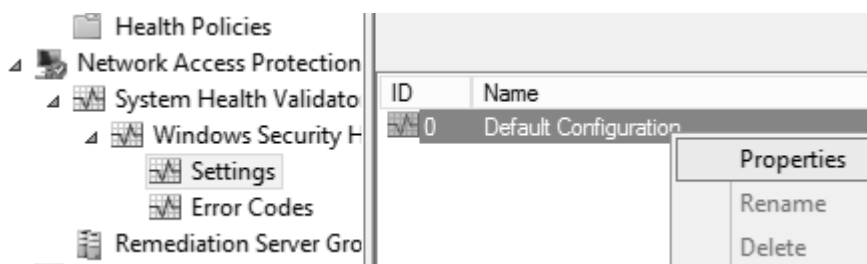 Health Policies
Network Access Protection
System Health Validato
Windows Security H
Settings
Error Codes
Remediation Server Gro
ID Name
0 Default Configuration
Properties
Rename
Delete